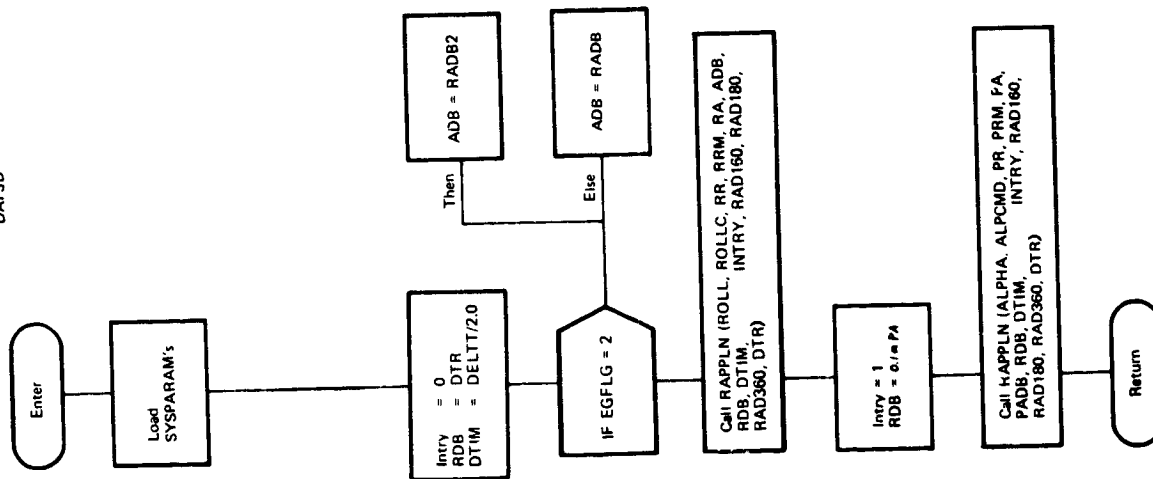 Enter
Load
SYSPARAM's
Intry = 0
RDB = DTR
DTIM = DELTT/2.0
IF EGFLG = 2
Then
ADB = RADB2
Else
ADB = RADB
Call RAPPLN (ROLL, ROLLC, RR, RRM, RA, ADB,
RDB, DTIM, INTRY, RAD160, RAD180,
RAD360, DTR)
Intry = 1
RDB = 0.1 PA
Call RAPPLN (ALPHA, ALPCMD, PR, PRM, PA,
PADB, RDB, DTIM, INTRY, RAD160,
RAD180, RAD360, DTR)
Return